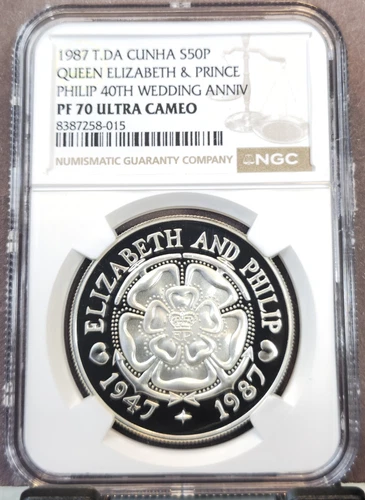 1987 T.DA CUNHA S50P
QUEEN ELIZABETH & PRINCE
PHILIP 40TH WEDDING ANNIV
PF 70 ULTRA CAMEO
8387258-015
NUMISMATIC GUARANTY COMPANY
NGC
ELIZABETH AND PHILIP
1947
1987